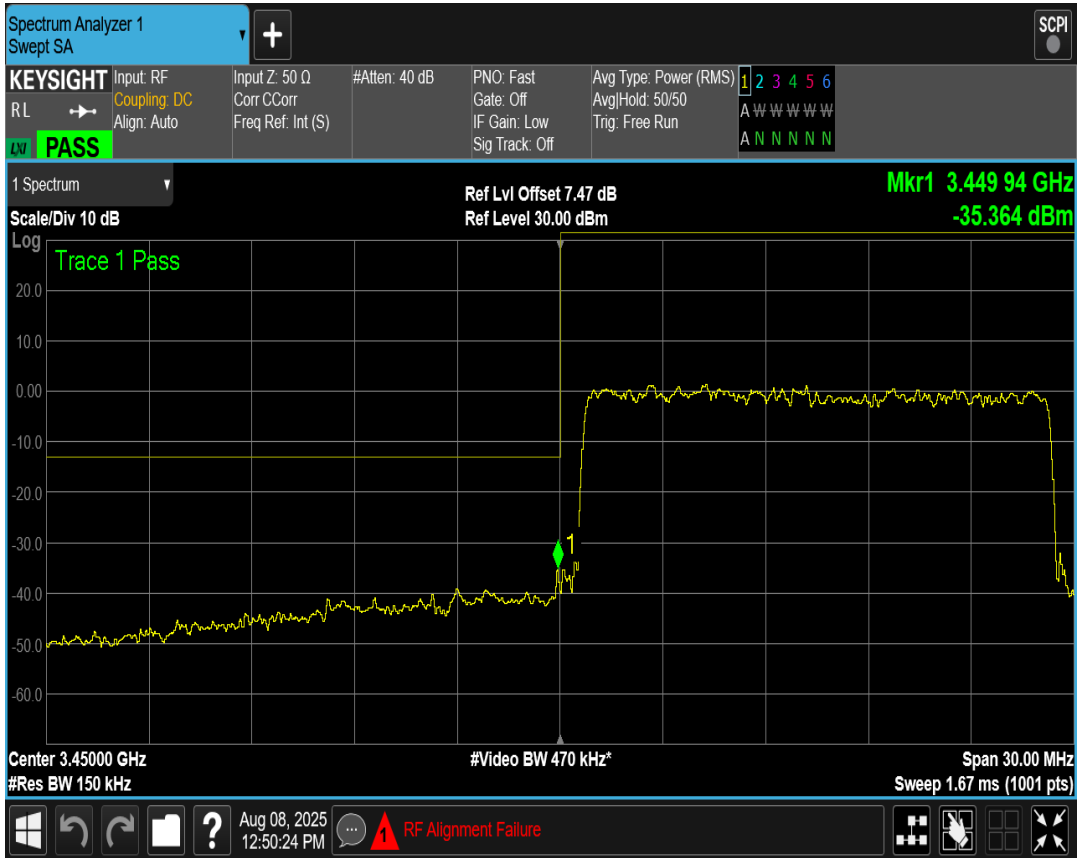 Spectrum Analyzer 1
Swept SA
+
SCPI
KEYSIGHT
RL
LXI PASS
Input: RF
Coupling: DC
Align: Auto
Input Z: 50 Ω
Corr CCorr
Freq Ref: Int (S)
#Atten: 40 dB
PNO: Fast
Gate: Off
IF Gain: Low
Sig Track: Off
Avg Type: Power (RMS)
Avg|Hold: 50/50
Trig: Free Run
1 2 3 4 5 6
A W W W W W
A N N N N N
1 Spectrum
Scale/Div 10 dB
Ref Lvl Offset 7.47 dB
Ref Level 30.00 dBm
Mkr1 3.449 94 GHz
-35.364 dBm
Log
Trace 1 Pass
20.0
10.0
0.00
-10.0
-20.0
-30.0
-40.0
-50.0
-60.0
1
Center 3.45000 GHz
#Res BW 150 kHz
#Video BW 470 kHz*
Span 30.00 MHz
Sweep 1.67 ms (1001 pts)
?
Aug 08, 2025
12:50:24 PM
1
RF Alignment Failure